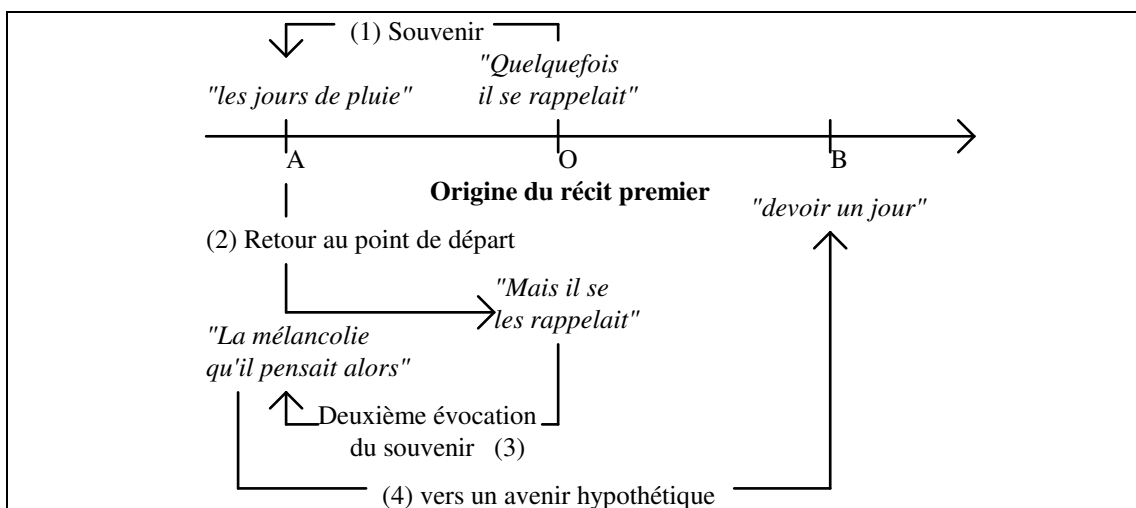 (1) Souvenir
"Quelquefois
il se rappelait"
"les jours de pluie"
A
O
B
Origine du récit premier
"devoir un jour"
(2) Retour au point de départ
"Mais il se
les rappelait"
"La mélancolie
qu'il pensait alors"
Deuxième évocation
du souvenir (3)
(4) vers un avenir hypothétique